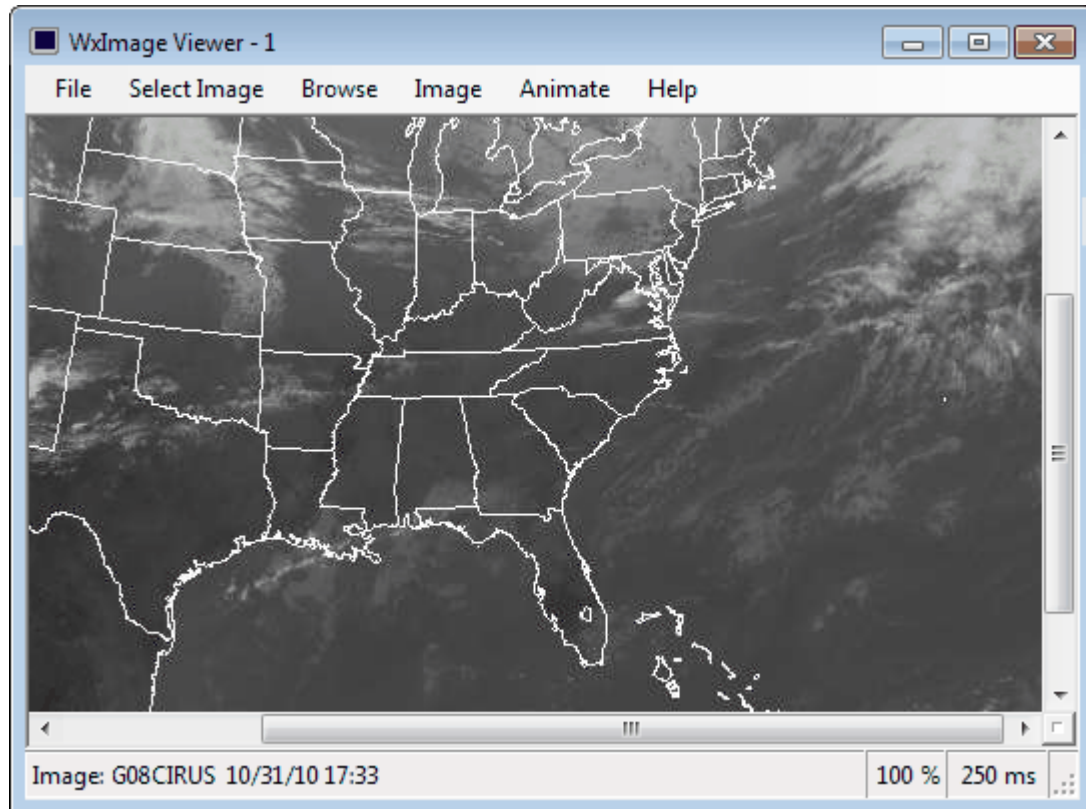 WxImage Viewer - 1
File Select Image Browse Image Animate Help
Image: G08CIRUS 10/31/10 17:33 100 % 250 ms